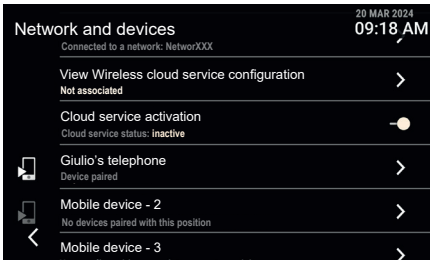 20 MAR 2024
Network and devices 09:18 AM
Connected to a network: NetworXXX
View Wireless cloud service configuration
Not associated
Cloud service activation
Cloud service status: inactive
Giulio's telephone
Device paired
Mobile device - 2
No devices paired with this position
Mobile device - 3